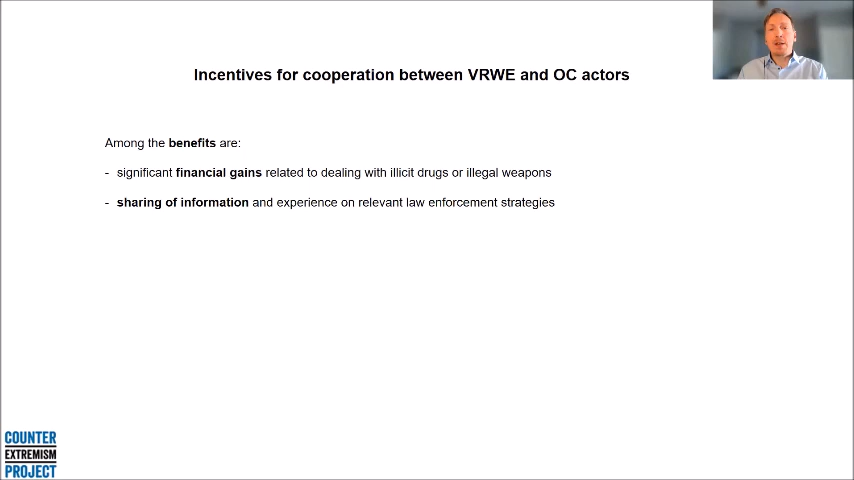 Incentives for cooperation between VRWE and OC actors
Among the benefits are:
- significant financial gains related to dealing with illicit drugs or illegal weapons
- sharing of information and experience on relevant law enforcement strategies
COUNTER
EXTREMISM
PROJECT